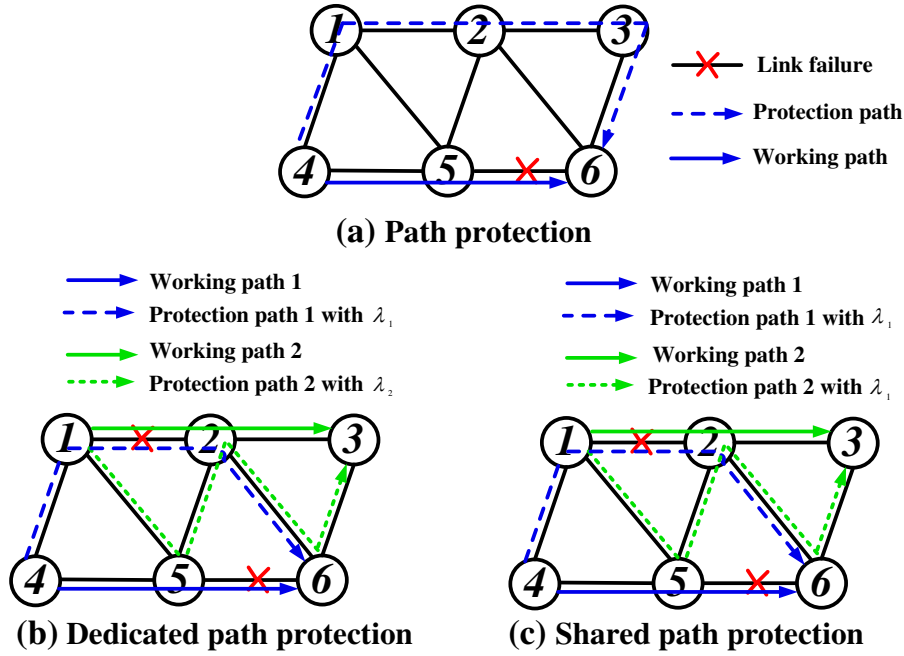 1 2 3
Link failure
Protection path
4 5 6
Working path
(a) Path protection
Working path 1
Protection path 1 with λ₁
Working path 2
Protection path 2 with λ₂
1 2 3
4 5 6
(b) Dedicated path protection
Working path 1
Protection path 1 with λ₁
Working path 2
Protection path 2 with λ₁
1 2 3
4 5 6
(c) Shared path protection